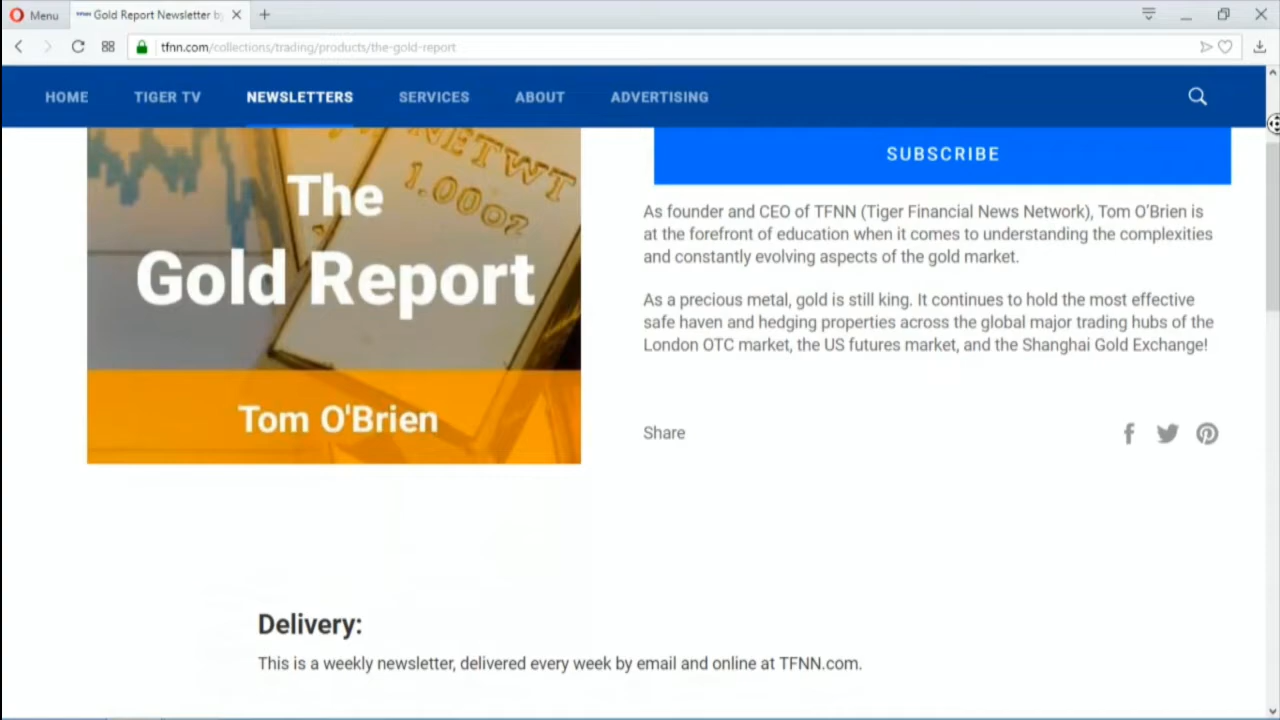 Menu
Gold Report Newsletter by
tfnn.com/collections/trading/products/the-gold-report
HOME
TIGER TV
NEWSLETTERS
SERVICES
ABOUT
ADVERTISING
NETWT
1.00oz
The
Gold Report
Tom O'Brien
SUBSCRIBE
As founder and CEO of TFNN (Tiger Financial News Network), Tom O'Brien is
at the forefront of education when it comes to understanding the complexities
and constantly evolving aspects of the gold market.
As a precious metal, gold is still king. It continues to hold the most effective
safe haven and hedging properties across the global major trading hubs of the
London OTC market, the US futures market, and the Shanghai Gold Exchange!
Share
Delivery:
This is a weekly newsletter, delivered every week by email and online at TFNN.com.